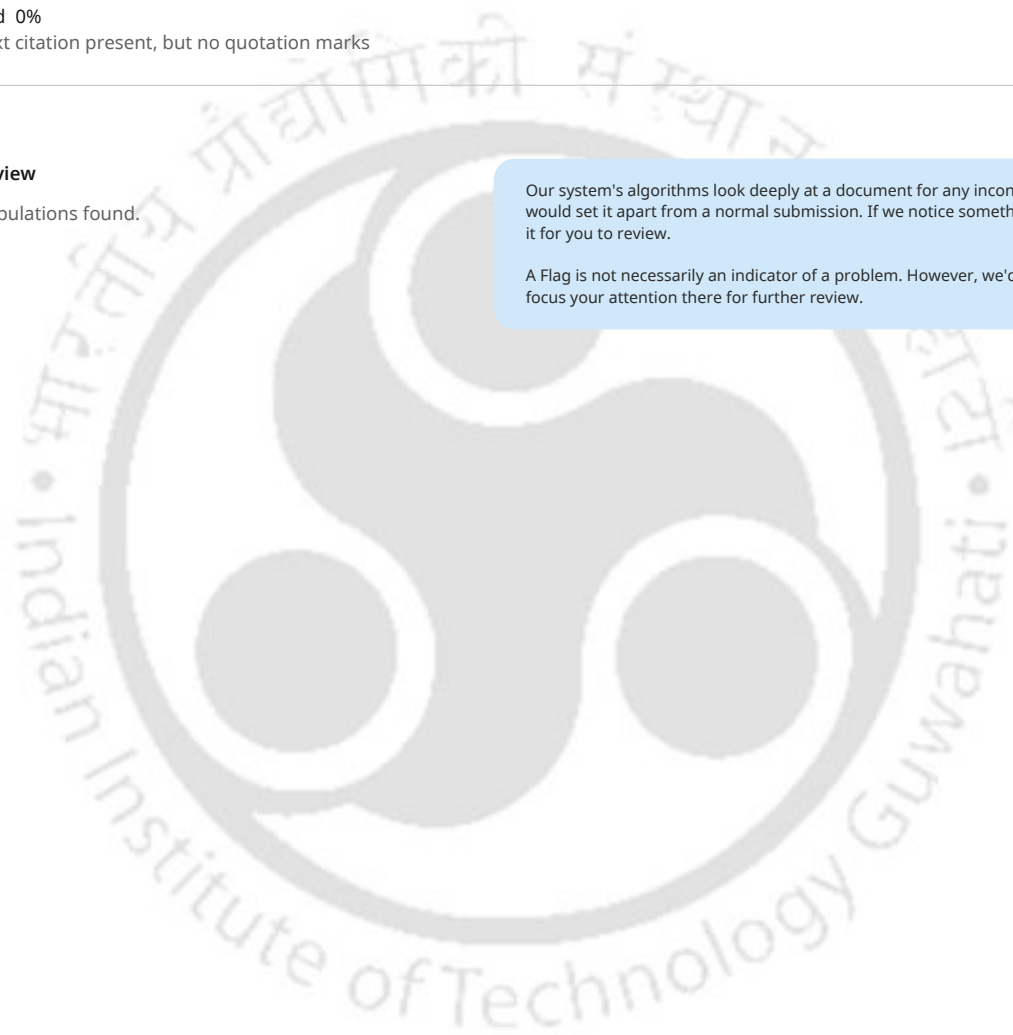 d 0%
xt citation present, but no quotation marks
view
pulations found.
Our system's algorithms look deeply at a document for any incon
would set it apart from a normal submission. If we notice someth
it for you to review.
A Flag is not necessarily an indicator of a problem. However, we'd
focus your attention there for further review.
भारतीय प्रौद्योगिकी संस्थान
• Indian Institute of Technology Guwahati •